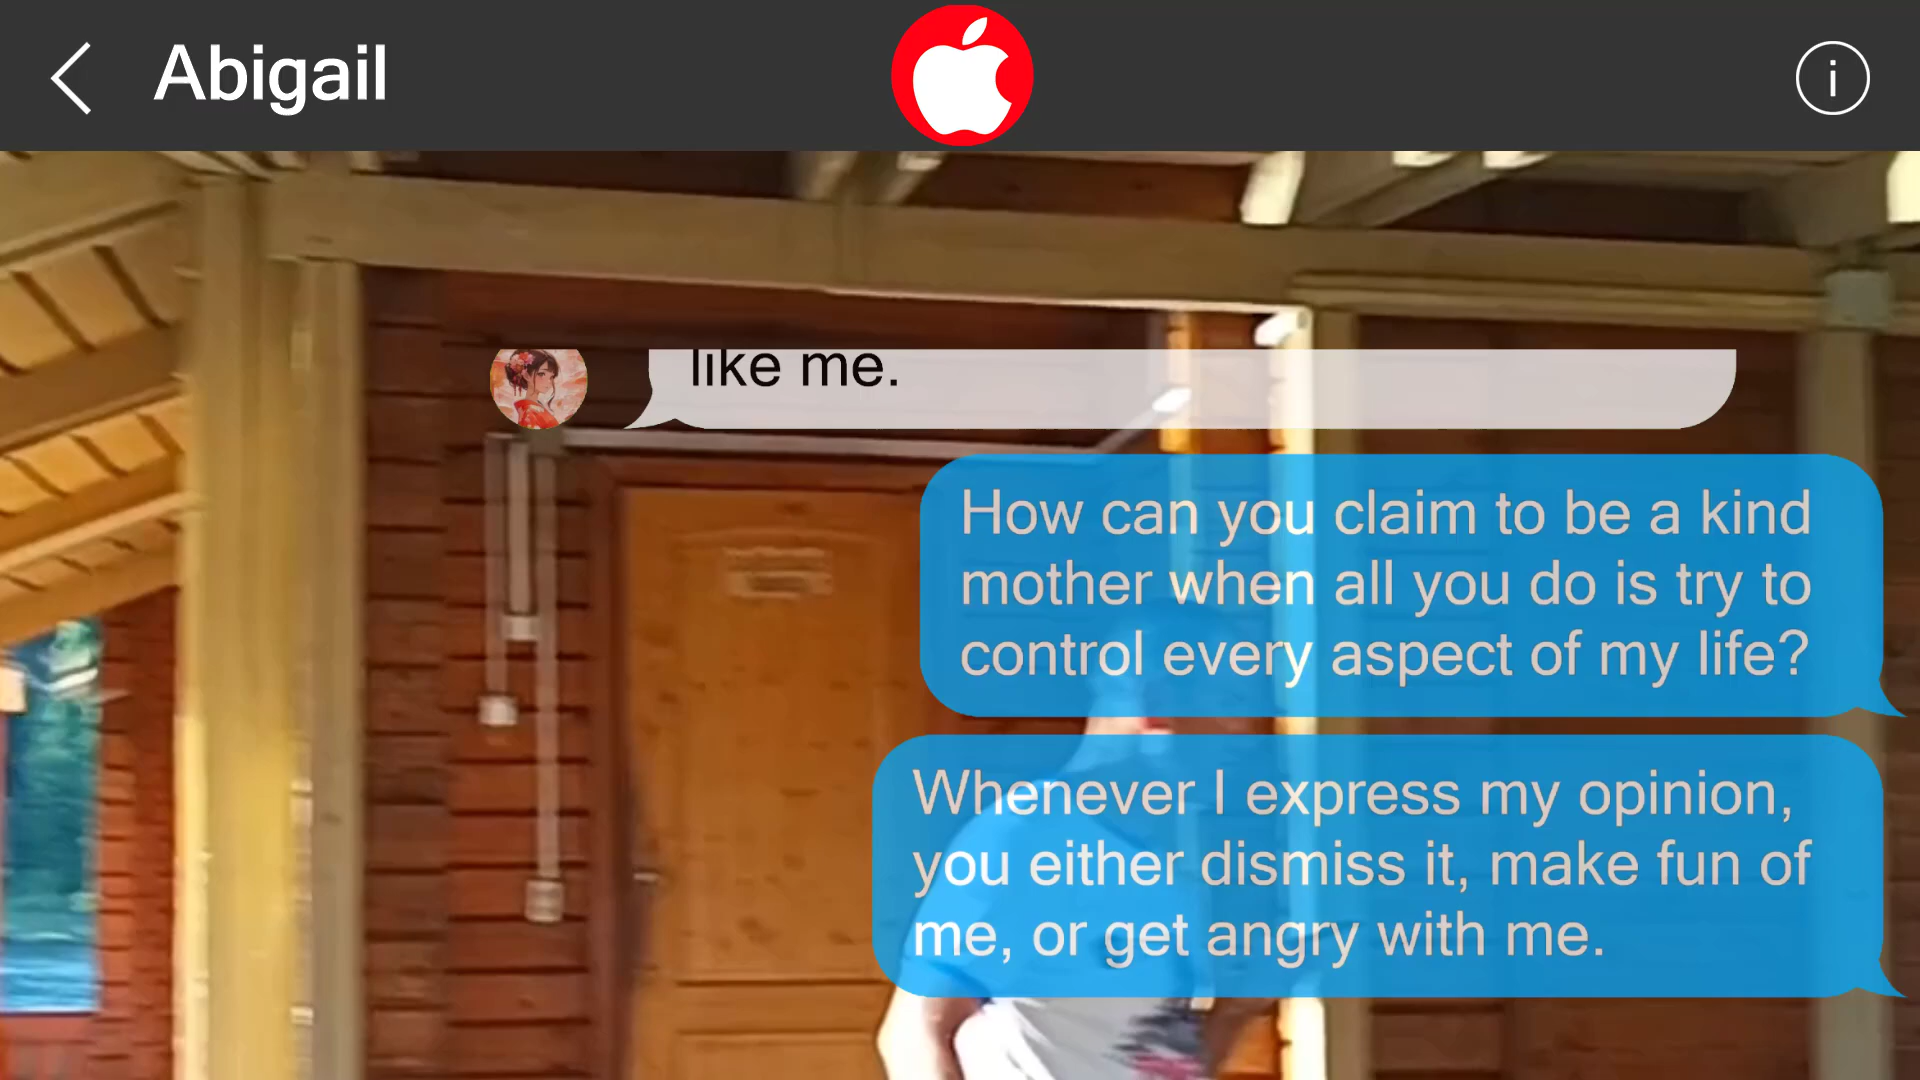 Abigail
i
like me.
How can you claim to be a kind
mother when all you do is try to
control every aspect of my life?
Whenever I express my opinion,
you either dismiss it, make fun of
me, or get angry with me.